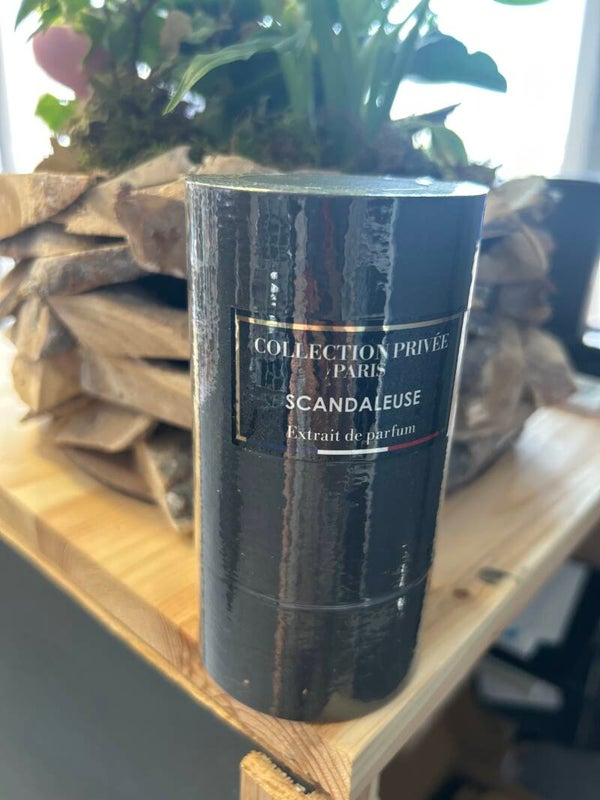 COLLECTION PRIVÉE
PARIS
SCANDALEUSE
Extrait de parfum